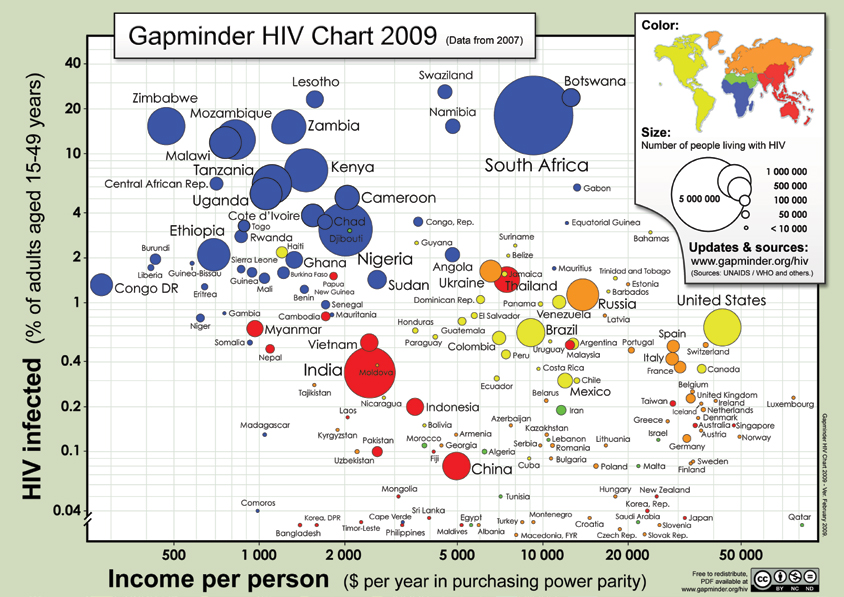 Gapminder HIV Chart 2009 (Data from 2007)
Color:
Size:
Number of people living with HIV
5 000 000
1 000 000
500 000
100 000
50 000
< 10 000
Updates & sources:
www.gapminder.org/hiv
(Sources: UNAIDS / WHO and others.)
HIV infected (% of adults aged 15-49 years)
40
20
10
4
2
1
0.4
0.2
0.1
0.04
Lesotho
Swaziland
Botswana
Zimbabwe
Mozambique
Zambia
Namibia
Malawi
South Africa
Tanzania
Kenya
Central African Rep.
Gabon
Uganda
Cameroon
Cote d'Ivoire
Chad
Togo
Congo, Rep.
Equatorial Guinea
Ethiopia
Rwanda
Djibouti
Bahamas
Burundi
Haiti
Guyana
Suriname
Sierra Leone
Ghana
Nigeria
Belize
Liberia
Guinea-Bissau
Burkina Faso
Angola
Mauritius
Guinea
Mali
Papua
New Guinea
Sudan
Ukraine
Jamaica
Thailand
Trinidad and Tobago
Estonia
Congo DR
Eritrea
Benin
Barbados
Dominican Rep.
Panama
Russia
United States
Senegal
Niger
Gambia
Cambodia
Mauritania
El Salvador
Venezuela
Latvia
Myanmar
Honduras
Guatemala
Brazil
Somalia
Vietnam
Paraguay
Colombia
Uruguay
Argentina
Malaysia
Portugal
Spain
Switzerland
Nepal
Peru
Italy
India
Moldova
Costa Rica
France
Canada
Tajikistan
Ecuador
Chile
Mexico
Belgium
Nicaragua
Belarus
United Kingdom
Luxembourg
Laos
Indonesia
Iran
Taiwan
Ireland
Iceland
Netherlands
Madagascar
Bolivia
Azerbaijan
Greece
Denmark
Kyrgyzstan
Armenia
Kazakhstan
Australia
Singapore
Pakistan
Morocco
Georgia
Serbia
Lebanon
Lithuania
Israel
Austria
Norway
Uzbekistan
Fiji
Algeria
Romania
Germany
China
Cuba
Bulgaria
Poland
Malta
Sweden
Finland
Mongolia
Tunisia
Hungary
New Zealand
Comoros
Sri Lanka
Korea, Rep.
Korea, DPR
Cape Verde
Egypt
Turkey
Montenegro
Saudi Arabia
Japan
Qatar
Bangladesh
Timor-Leste
Philippines
Maldives
Albania
Macedonia, FYR
Croatia
Czech Rep.
Slovenia
Slovak Rep.
500
1 000
2 000
5 000
10 000
20 000
50 000
Income per person ($ per year in purchasing power parity)
Free to redistribute,
PDF available at
www.gapminder.org/hiv
cc
BY NC ND
Gapminder HIV Chart 2009 - Ver. February 2009.